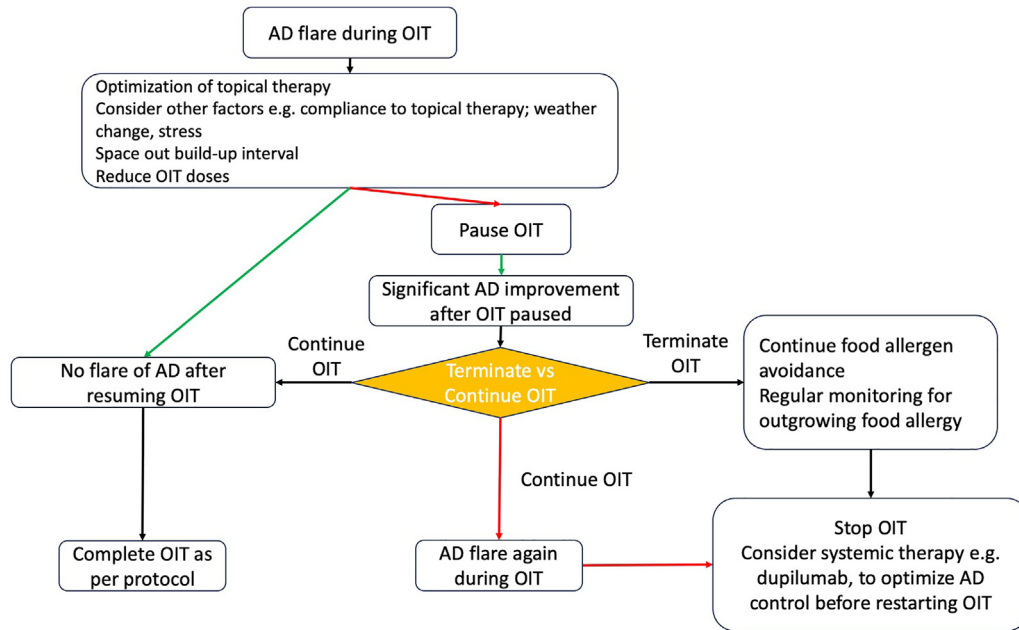 AD flare during OIT
Optimization of topical therapy
Consider other factors e.g. compliance to topical therapy; weather
change, stress
Space out build-up interval
Reduce OIT doses
Pause OIT
Significant AD improvement
after OIT paused
Continue
OIT
Terminate
OIT
No flare of AD after
resuming OIT
Terminate vs
Continue OIT
Continue food allergen
avoidance
Regular monitoring for
outgrowing food allergy
Continue OIT
Complete OIT as
per protocol
AD flare again
during OIT
Stop OIT
Consider systemic therapy e.g.
dupilumab, to optimize AD
control before restarting OIT